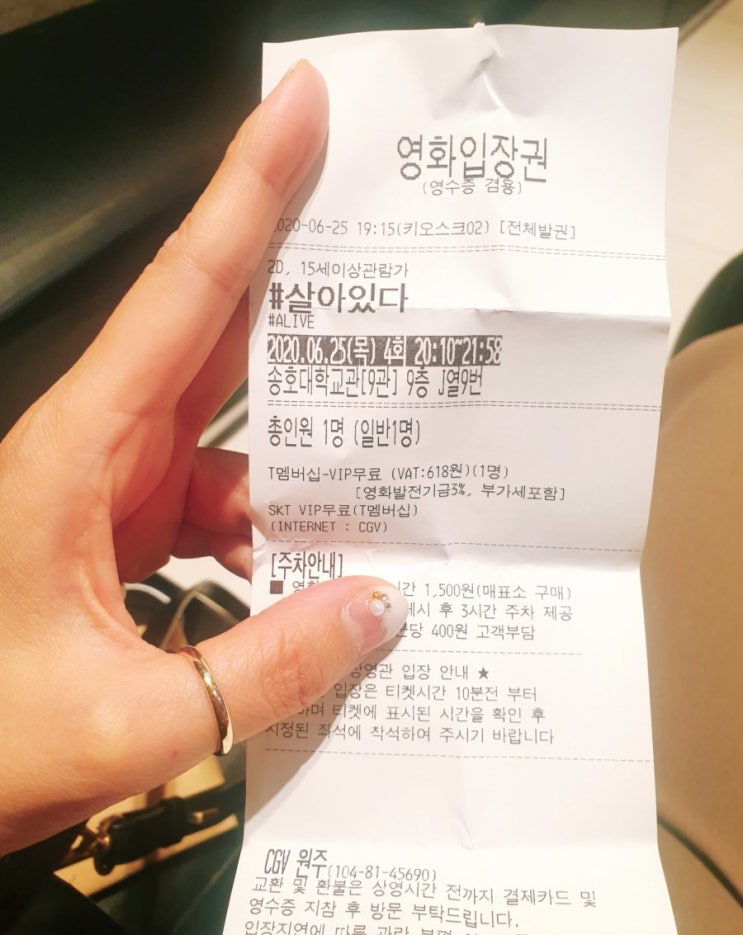 영화입장권
(영수증 겸용)
2020-06-25 19:15(키오스크02) [전체발권]
2D, 15세이상관람가
#살아있다
#ALIVE
2020.06.25(목) 4회 20:10~21:58
송호대학교관[9관] 9층 J열9번
총인원 1명 (일반1명)
T멤버십-VIP무료 (VAT:618원)(1명)
[영화발전기금3%, 부가세포함]
SKT VIP무료(T멤버십)
(INTERNET : CGV)
[주차안내]
■ 1,500원(매표소 구매)
후 3시간 주차 제공
400원 고객부담
상영관 입장 안내 ★
입장은 티켓시간 10분전 부터
티켓에 표시된 시간을 확인 후
지정된 좌석에 착석하여 주시기 바랍니다
CGV 원주(104-81-45690)
교환 및 환불은 상영시간 전까지 결제카드 및
영수증 지참 후 방문 부탁드립니다.
입장지연에 따른 관람